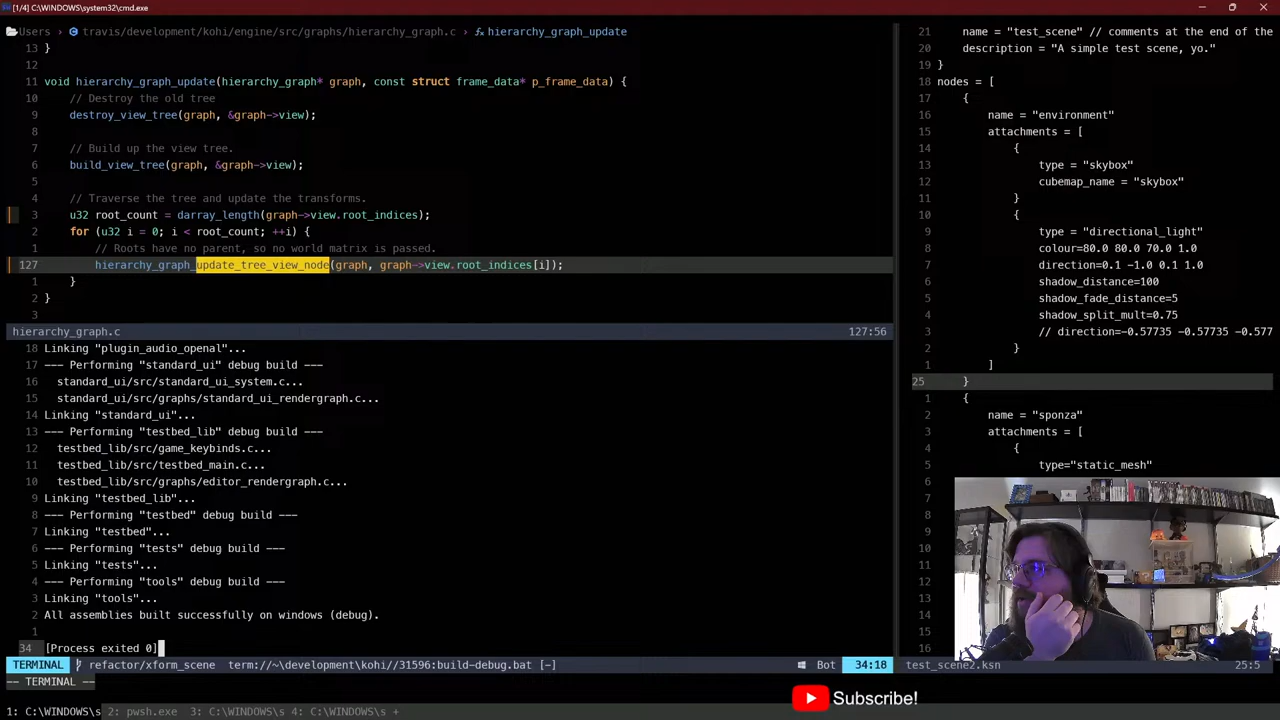 [1/4] C:\WINDOWS\system32\cmd.exe
Users › travis/development/kohi/engine/src/graphs/hierarchy_graph.c › hierarchy_graph_update
13 }
12
11 void hierarchy_graph_update(hierarchy_graph* graph, const struct frame_data* p_frame_data) {
10 // Destroy the old tree
9 destroy_view_tree(graph, &graph->view);
8
7 // Build up the view tree.
6 build_view_tree(graph, &graph->view);
5
4 // Traverse the tree and update the transforms.
3 u32 root_count = darray_length(graph->view.root_indices);
2 for (u32 i = 0; i < root_count; ++i) {
1 // Roots have no parent, so no world matrix is passed.
127 hierarchy_graph_update_tree_view_node(graph, graph->view.root_indices[i]);
1 }
2 }
3
hierarchy_graph.c 127:56
18 Linking "plugin_audio_openal"...
17 --- Performing "standard_ui" debug build ---
16 standard_ui/src/standard_ui_system.c...
15 standard_ui/src/graphs/standard_ui_rendergraph.c...
14 Linking "standard_ui"...
13 --- Performing "testbed_lib" debug build ---
12 testbed_lib/src/game_keybinds.c...
11 testbed_lib/src/testbed_main.c...
10 testbed_lib/src/graphs/editor_rendergraph.c...
9 Linking "testbed_lib"...
8 --- Performing "testbed" debug build ---
7 Linking "testbed"...
6 --- Performing "tests" debug build ---
5 Linking "tests"...
4 --- Performing "tools" debug build ---
3 Linking "tools"...
2 All assemblies built successfully on windows (debug).
1
34 [Process exited 0]
TERMINAL refactor/xform_scene term://~\development\kohi//31596:build-debug.bat [-] Bot 34:18
-- TERMINAL --
1: C:\WINDOWS\s 2: pwsh.exe 3: C:\WINDOWS\s 4: C:\WINDOWS\s +
21 name = "test_scene" // comments at the end of the
20 description = "A simple test scene, yo."
19 }
18 nodes = [
17 {
16 name = "environment"
15 attachments = [
14 {
13 type = "skybox"
12 cubemap_name = "skybox"
11 }
10 {
9 type = "directional_light"
8 colour=80.0 80.0 70.0 1.0
7 direction=0.1 -1.0 0.1 1.0
6 shadow_distance=100
5 shadow_fade_distance=5
4 shadow_split_mult=0.75
3 // direction=-0.57735 -0.57735 -0.577
2 }
1 ]
25 }
1 {
2 name = "sponza"
3 attachments = [
4 {
5 type="static_mesh"
6
7
8
9
10
11
12
13
14
15
16
test_scene2.ksn 25:5
Subscribe!